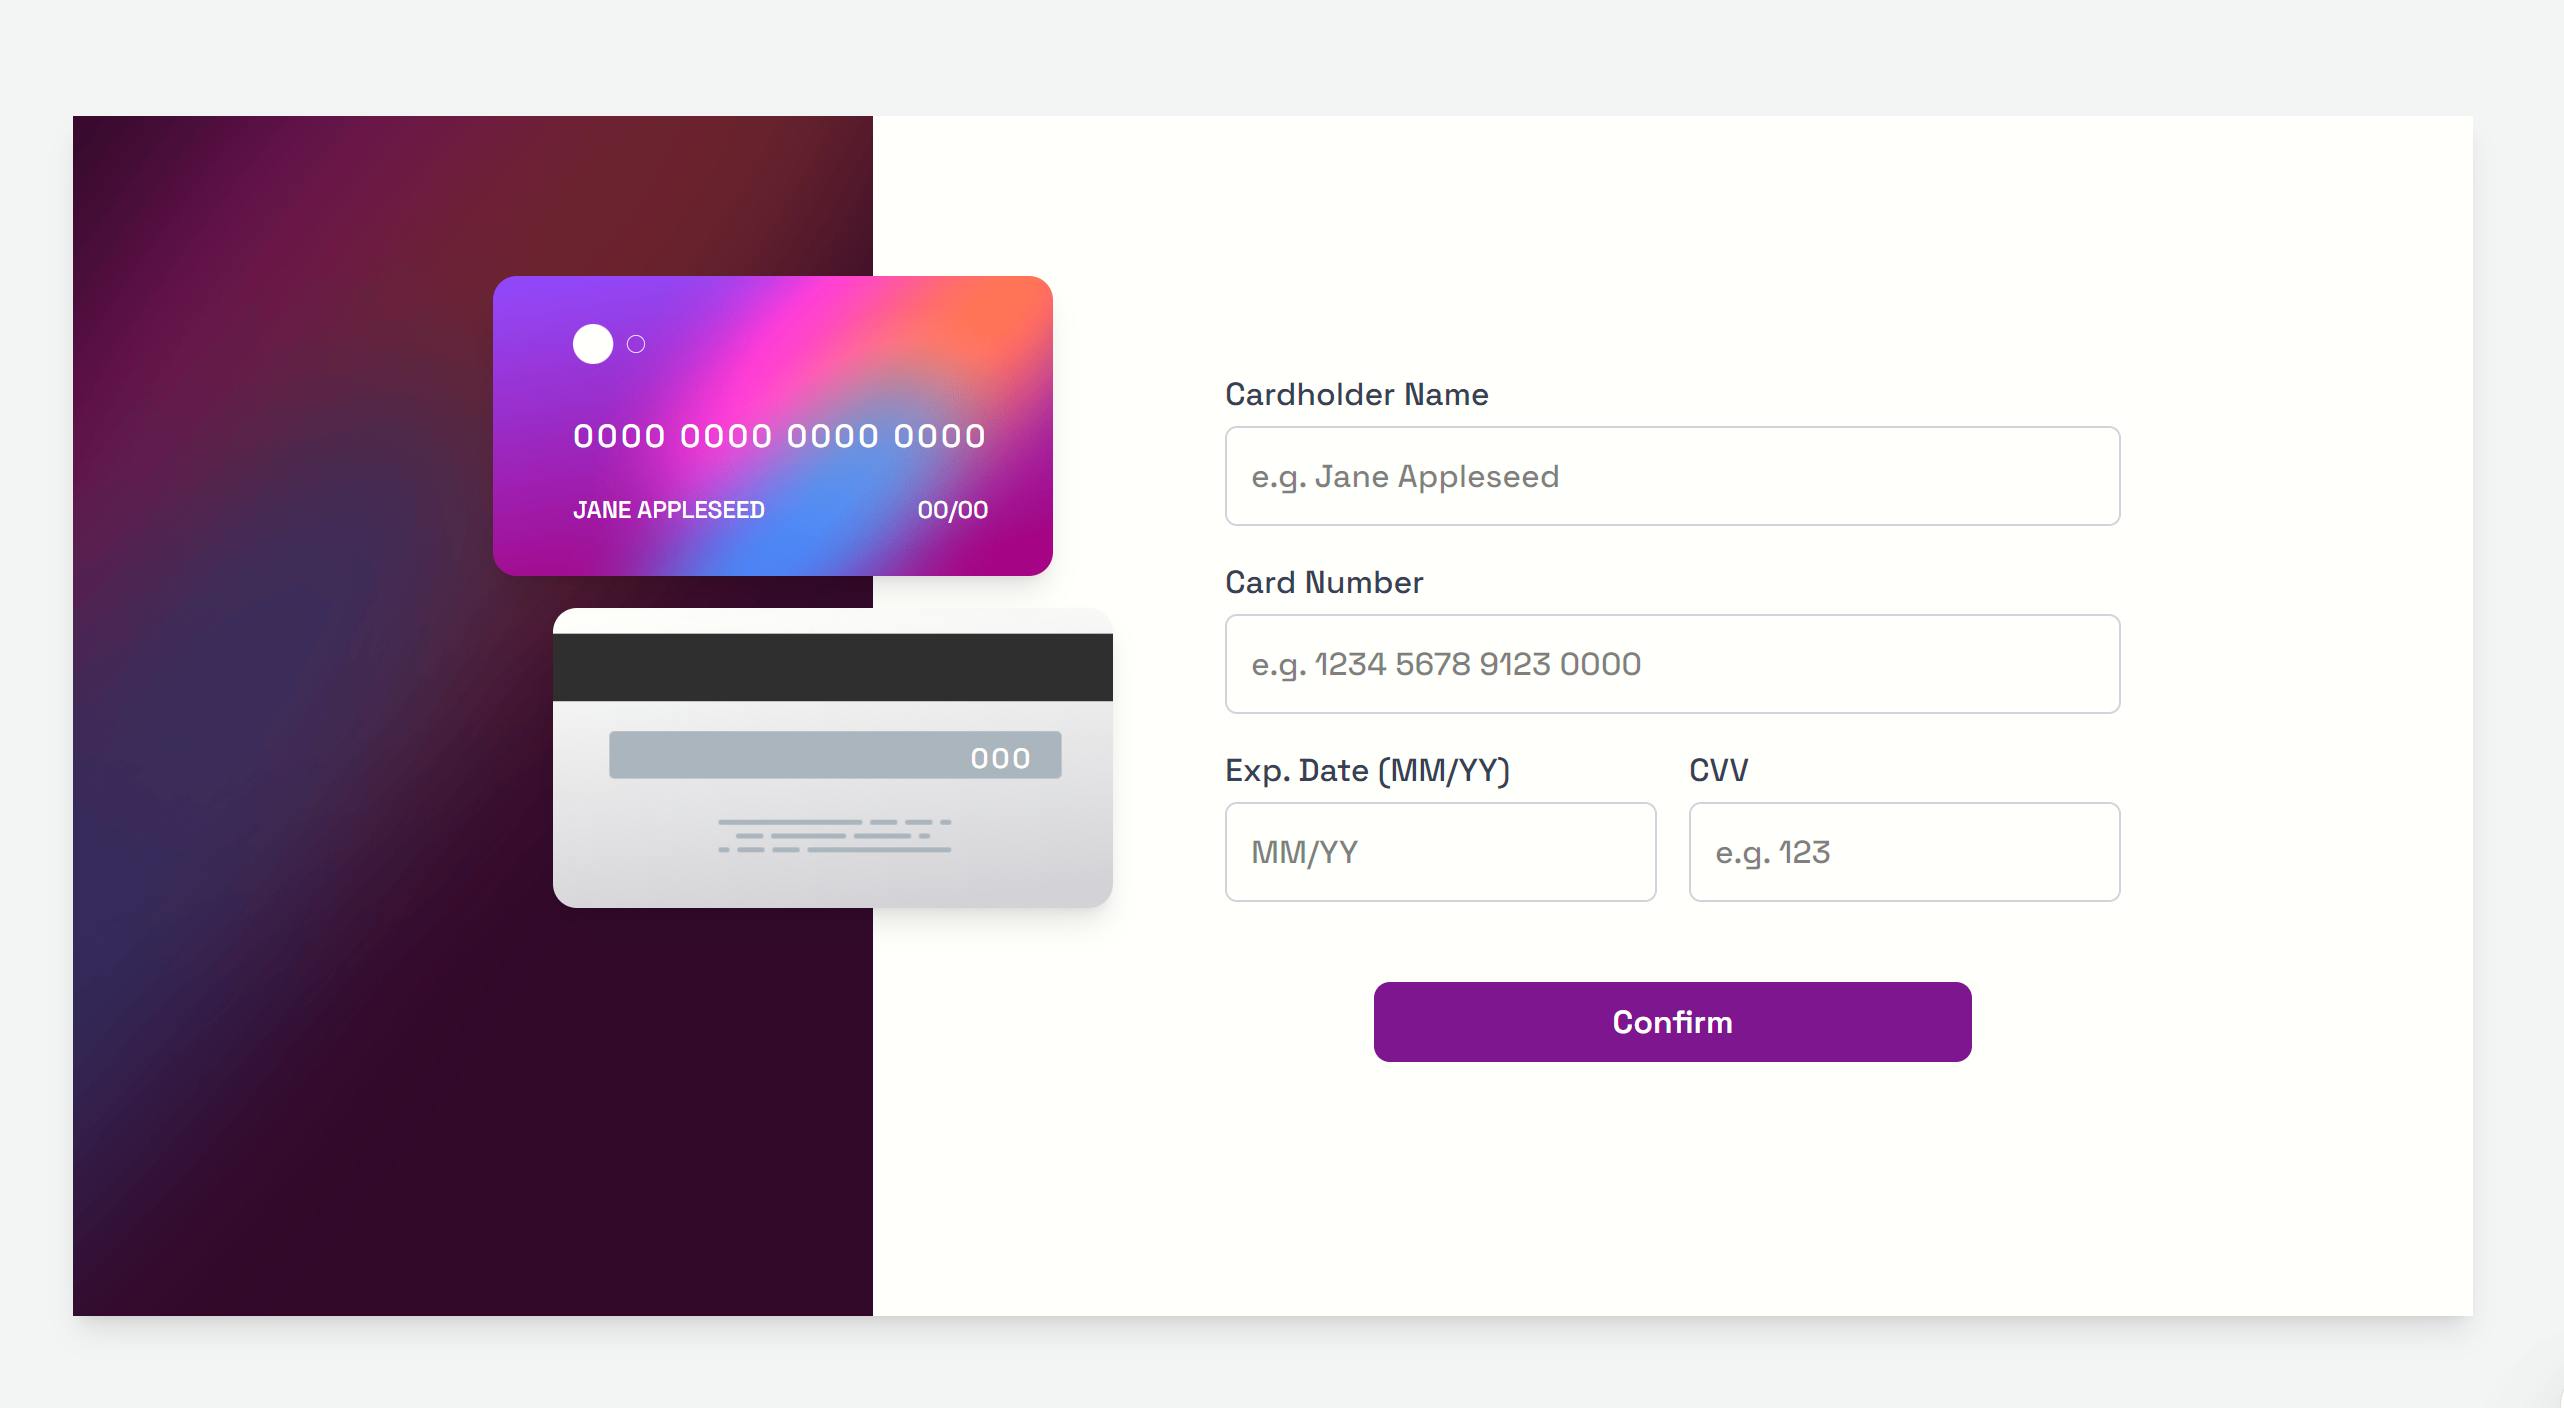 0000 0000 0000 0000
JANE APPLESEED 00/00
000
Cardholder Name
e.g. Jane Appleseed
Card Number
e.g. 1234 5678 9123 0000
Exp. Date (MM/YY) CVV
MM/YY e.g. 123
Confirm